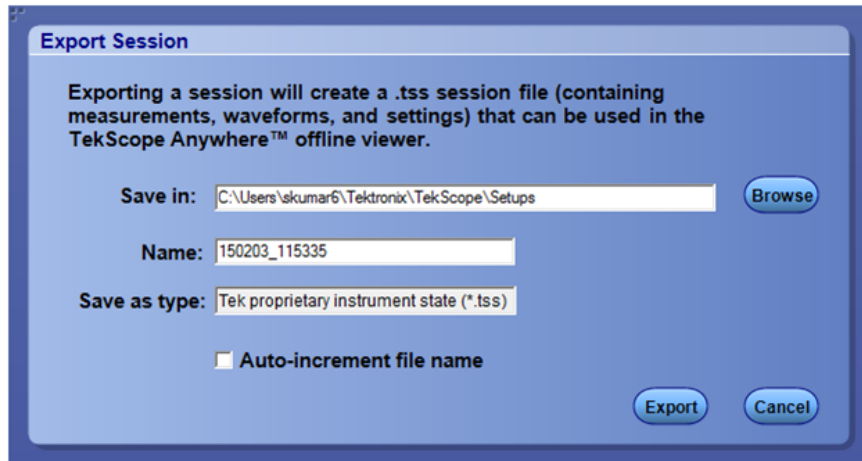 Export Session
Exporting a session will create a .tss session file (containing
measurements, waveforms, and settings) that can be used in the
TekScope Anywhere™ offline viewer.
Save in: C:\Users\skumar6\Tektronix\TekScope\Setups Browse
Name: 150203_115335
Save as type: Tek proprietary instrument state (*.tss)
Auto-increment file name
Export Cancel